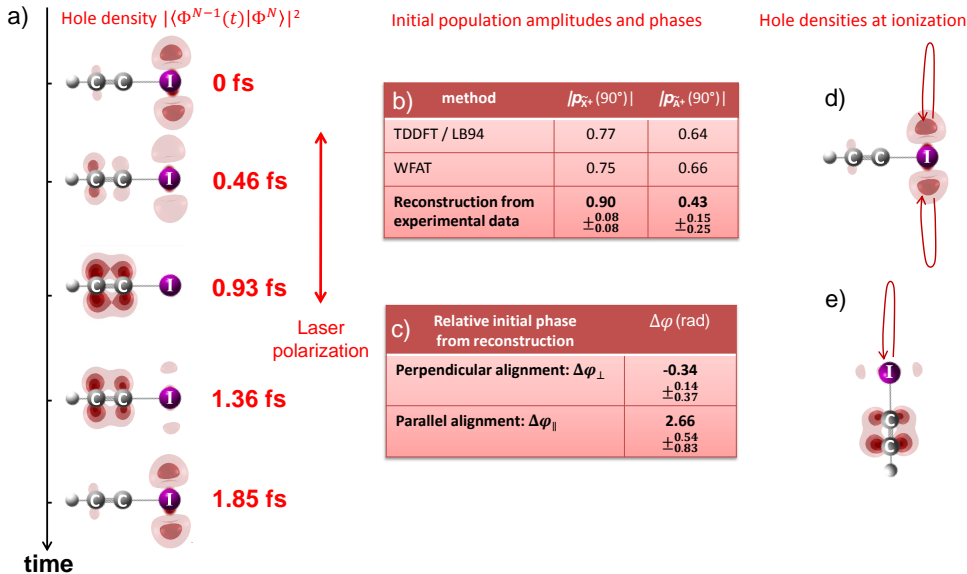 a)
Hole density |⟨Φᴺ⁻¹(t)|Φᴺ⟩|²
C C I
0 fs
C C I
0.46 fs
C C I
0.93 fs
C C I
1.36 fs
C C I
1.85 fs
time
Laser
polarization
Initial population amplitudes and phases
b) method |p_X̃⁺(90°)| |p_Ã⁺(90°)|
TDDFT / LB94 0.77 0.64
WFAT 0.75 0.66
Reconstruction from
experimental data
0.90 ±0.08 0.08
0.43 ±0.15 0.25
c) Relative initial phase
from reconstruction
Δφ (rad)
Perpendicular alignment: Δφ⊥ -0.34 ±0.14 0.37
Parallel alignment: Δφ∥ 2.66 ±0.54 0.83
Hole densities at ionization
d)
C C I
e)
I
C
C